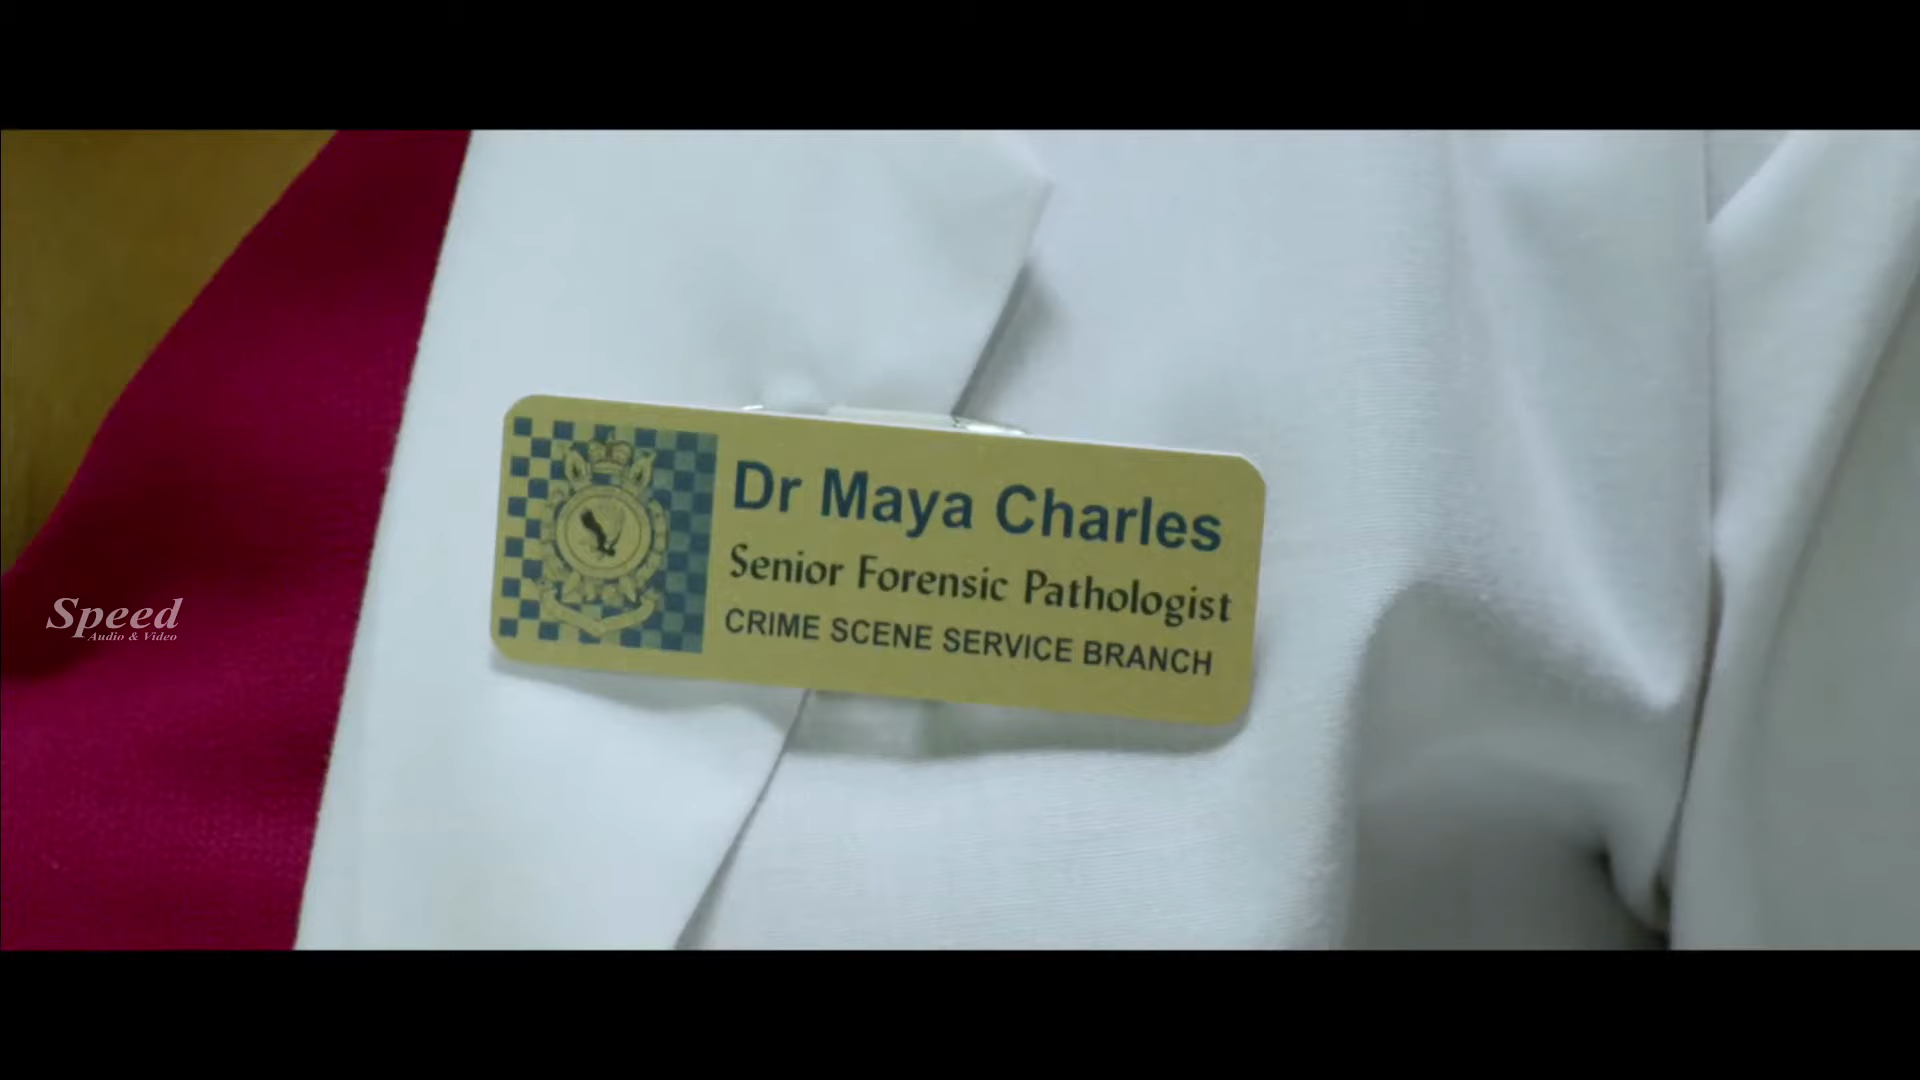 Dr Maya Charles
Senior Forensic Pathologist
CRIME SCENE SERVICE BRANCH
Speed
Audio & Video